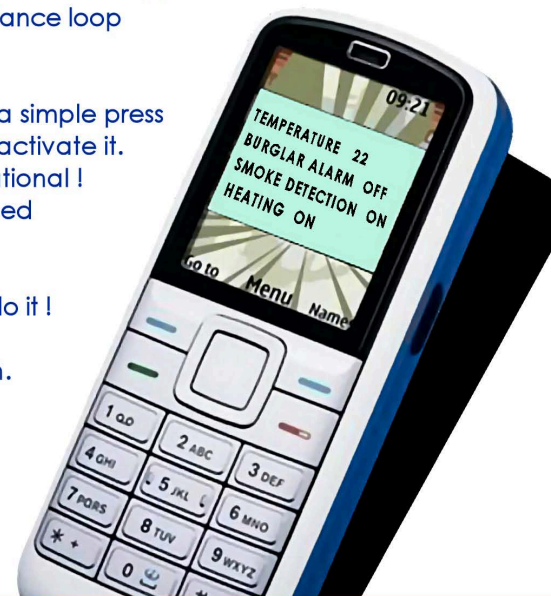 ance loop
a simple press
activate it.
tional !
ed
lo it !
.
09:21
TEMPERATURE 22
BURGLAR ALARM OFF
SMOKE DETECTION ON
HEATING ON
Go to Menu Name
1
2 ABC
3 DEF
4 GHI
5 JKL
6 MNO
7 PQRS
8 TUV
9 WXYZ
* +
0